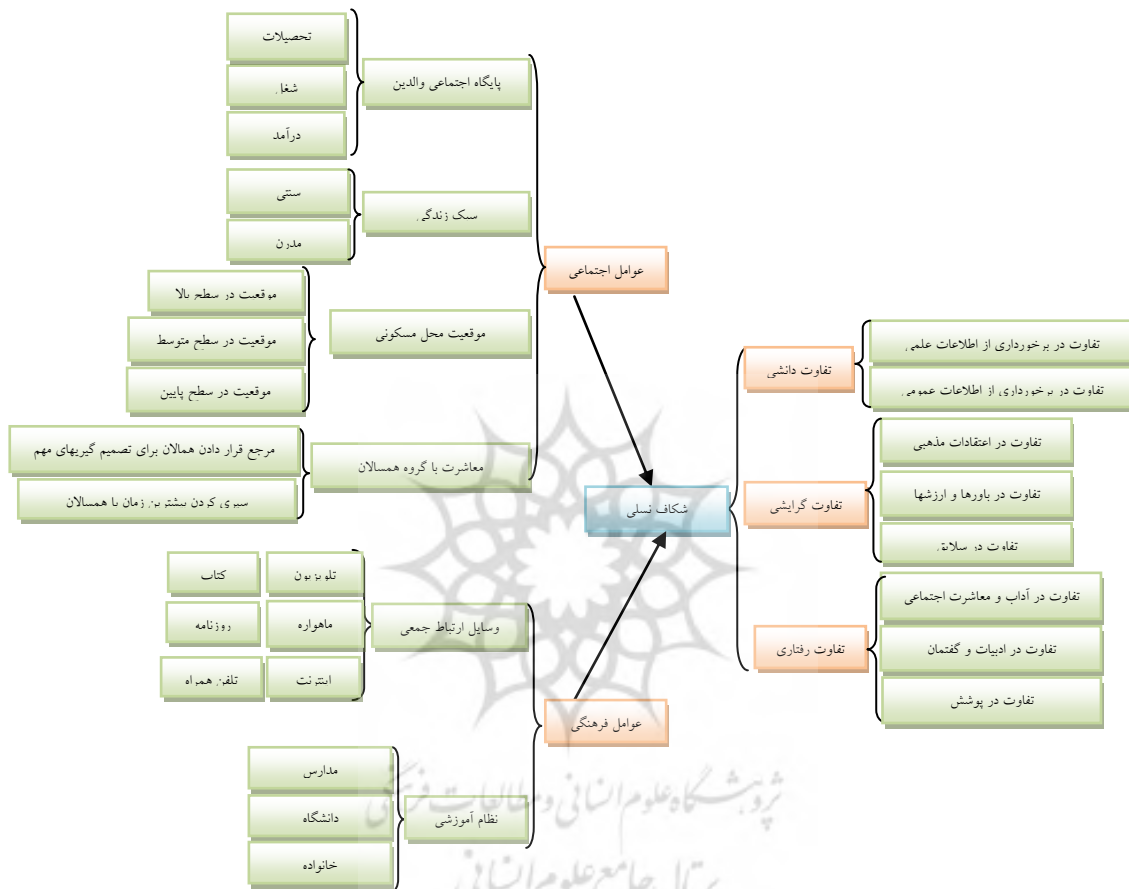 تحصیلات
شغل
درآمد
پایگاه اجتماعی والدین
سنتی
مدرن
سبک زندگی
عوامل اجتماعی
موقعیت در سطح بالا
موقعیت در سطح متوسط
موقعیت در سطح پایین
موقعیت محل مسکونی
مرجع قرار دادن همالان برای تصمیم گیریهای مهم
سپری کردن بیشترین زمان با همسالان
معاشرت با گروه همسالان
شکاف نسلی
تفاوت دانشی
تفاوت در برخورداری از اطلاعات علمی
تفاوت در برخورداری از اطلاعات عمومی
تفاوت گرایشی
تفاوت در اعتقادات مذهبی
تفاوت در باورها و ارزشها
تفاوت در سلایق
تفاوت رفتاری
تفاوت در آداب و معاشرت اجتماعی
تفاوت در ادبیات و گفتمان
تفاوت در پوشش
تلویزیون
کتاب
ماهواره
روزنامه
اینترنت
تلفن همراه
وسایل ارتباط جمعی
عوامل فرهنگی
مدارس
دانشگاه
خانواده
نظام آموزشی
پژوهشگاه علوم انسانی و مطالعات فرهنگی
پرتال جامع علوم انسانی